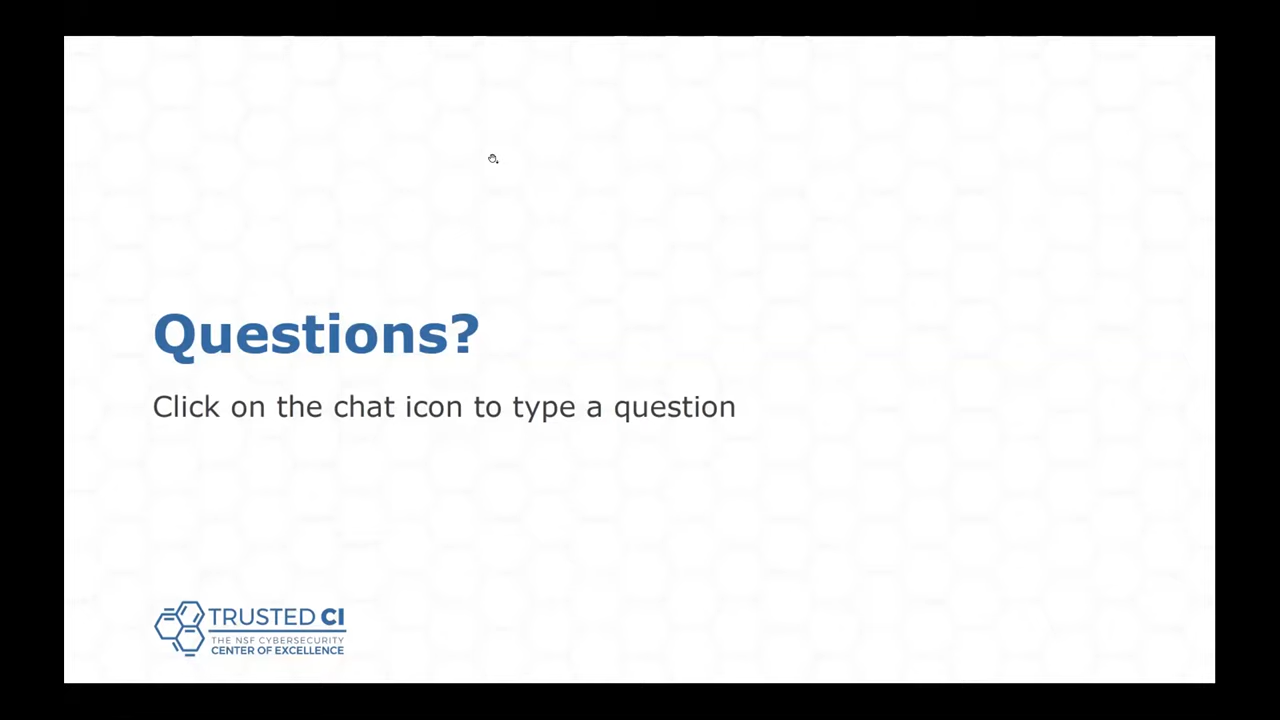 Questions?
Click on the chat icon to type a question
TRUSTED CI
THE NSF CYBERSECURITY
CENTER OF EXCELLENCE